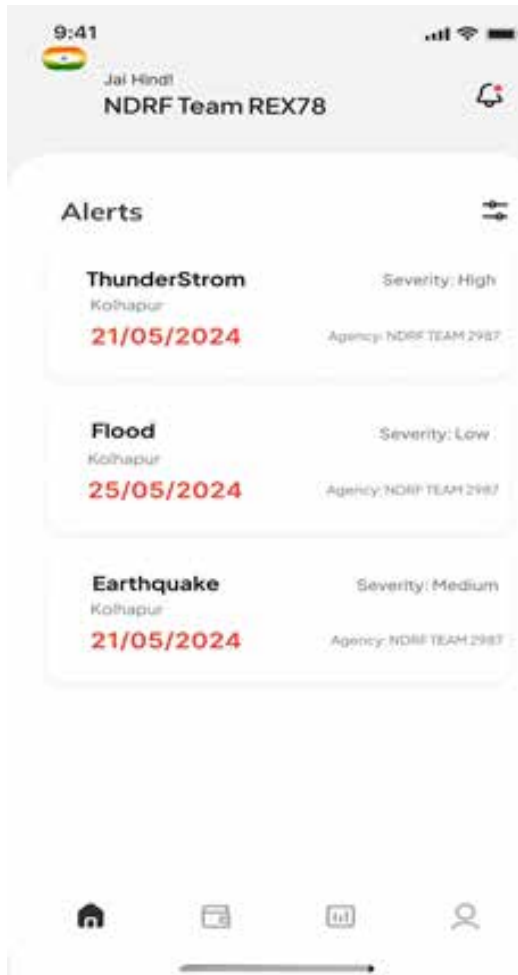 9:41
Jai Hind!
NDRF Team REX78
Alerts
ThunderStrom
Severity: High
Kolhapur
21/05/2024
Agency: NDRF TEAM 2987
Flood
Severity: Low
Kolhapur
25/05/2024
Agency: NDRF TEAM 2987
Earthquake
Severity: Medium
Kolhapur
21/05/2024
Agency: NDRF TEAM 2987